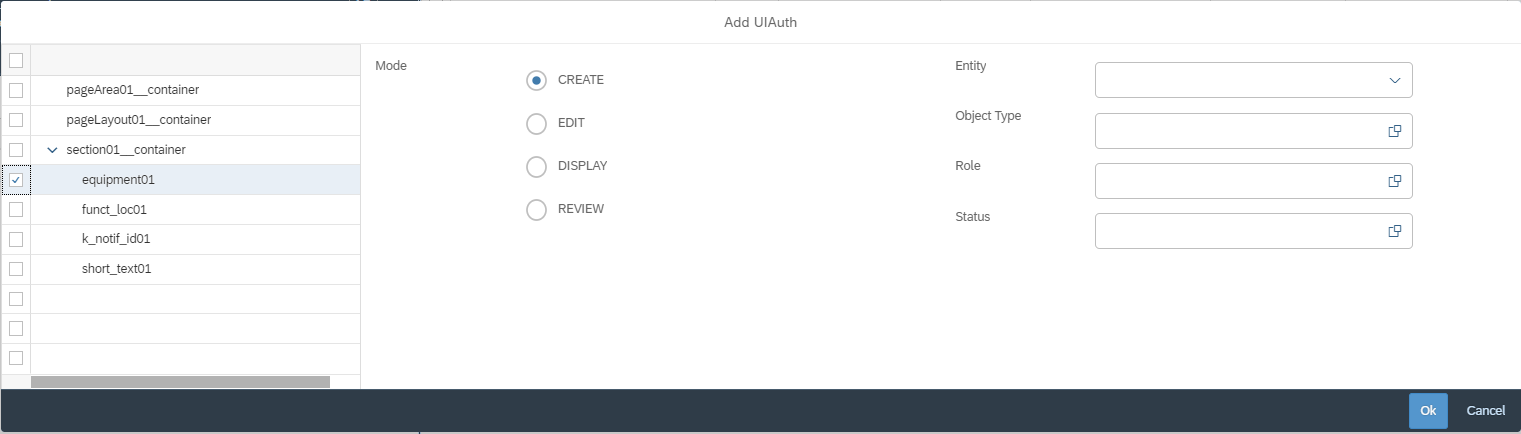 Add UIAuth
pageArea01__container
pageLayout01__container
section01__container
equipment01
funct_loc01
k_notif_id01
short_text01
Mode
CREATE
EDIT
DISPLAY
REVIEW
Entity
Object Type
Role
Status
Ok
Cancel